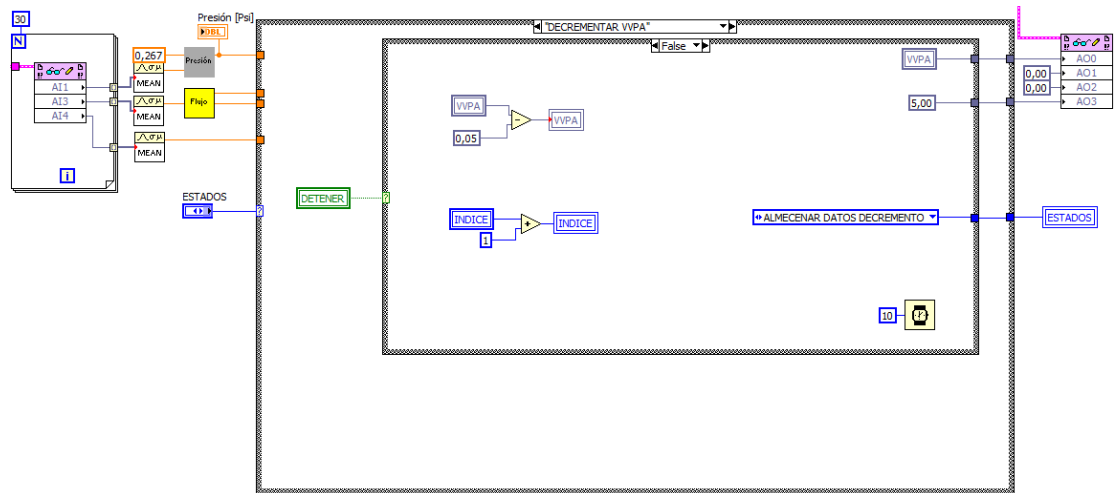 30
N
AI1
AI3
AI4
i
0,267
MEAN
MEAN
MEAN
Presión [Psi]
DBL
Presión
Flujo
ESTADOS
"DECREMENTAR VVPA"
False
DETENER
VVPA
0,05
VVPA
INDICE
1
INDICE
VVPA
5,00
ALMECENAR DATOS DECREMENTO
10
AO0
0,00
AO1
0,00
AO2
AO3
ESTADOS